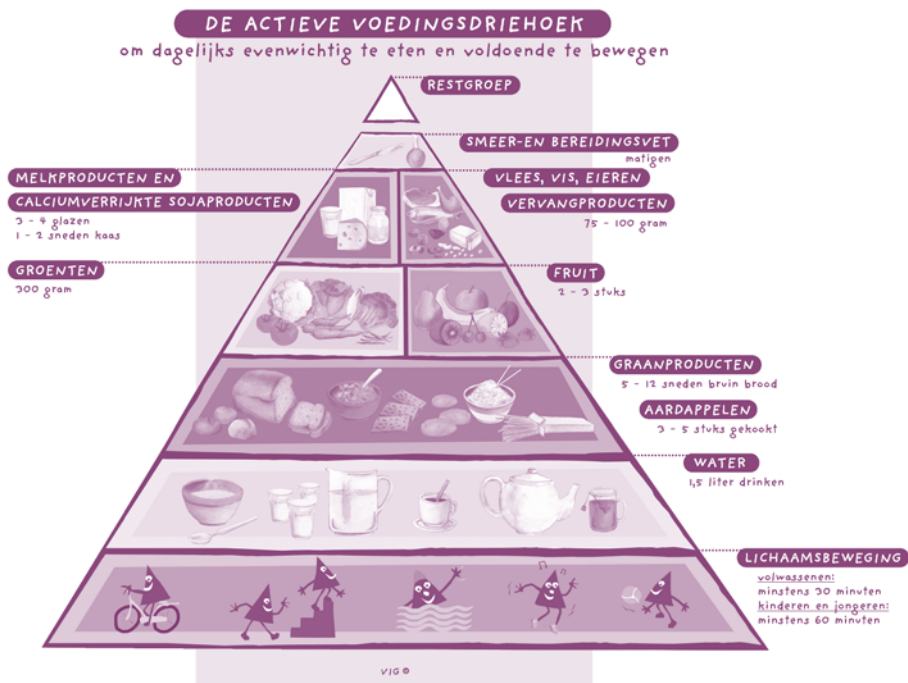 DE ACTIEVE VOEDINGSDRIEHOEK
om dagelijks evenwichtig te eten en voldoende te bewegen
RESTGROEP
SMEER-EN BEREIDINGSVET
matigen
MELKPRODUCTEN EN
CALCIUMVERRIJKTE SOJAPRODUCTEN
3 - 4 glazen
1 - 2 sneden kaas
VLEES, VIS, EIEREN
VERVANGPRODUCTEN
75 - 100 gram
GROENTEN
300 gram
FRUIT
2 - 3 stuks
GRAANPRODUCTEN
5 - 12 sneden bruin brood
AARDAPPELEN
3 - 5 stuks gekookt
WATER
1,5 liter drinken
LICHAAMSBEWEGING
volwassenen:
minstens 30 minuten
kinderen en jongeren:
minstens 60 minuten
VIG©